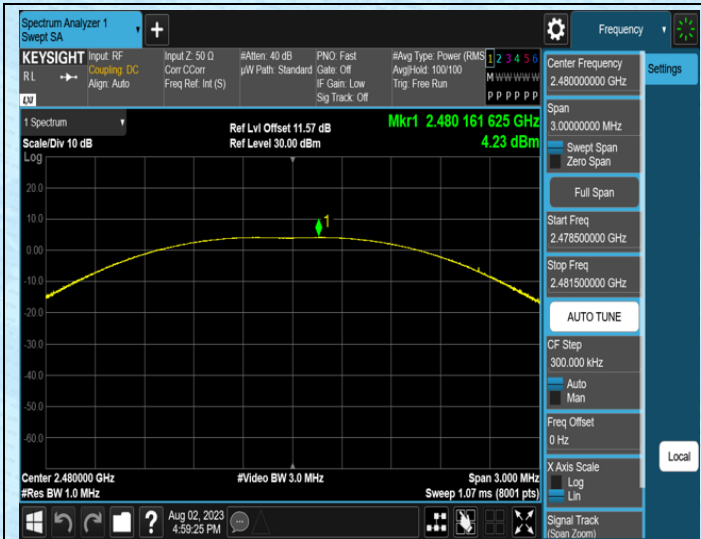 Spectrum Analyzer 1
Swept SA
+
Frequency
KEYSIGHT
R L
LXI
Input: RF
Coupling: DC
Align: Auto
Input Z: 50 Ω
Corr CCorr
Freq Ref: Int (S)
#Atten: 40 dB
µW Path: Standard
PNO: Fast
Gate: Off
IF Gain: Low
Sig Track: Off
#Avg Type: Power (RMS
Avg|Hold: 100/100
Trig: Free Run
1 2 3 4 5 6
M W W W W W
P P P P P P
1 Spectrum
Scale/Div 10 dB
Log
Ref Lvl Offset 11.57 dB
Ref Level 30.00 dBm
Mkr1 2.480 161 625 GHz
4.23 dBm
20.0
10.0
0.00
-10.0
-20.0
-30.0
-40.0
-50.0
-60.0
1
Center 2.480000 GHz
#Res BW 1.0 MHz
#Video BW 3.0 MHz
Span 3.000 MHz
Sweep 1.07 ms (8001 pts)
?
Aug 02, 2023
4:59:25 PM
Center Frequency
2.480000000 GHz
Span
3.00000000 MHz
Swept Span
Zero Span
Full Span
Start Freq
2.478500000 GHz
Stop Freq
2.481500000 GHz
AUTO TUNE
CF Step
300.000 kHz
Auto
Man
Freq Offset
0 Hz
X Axis Scale
Log
Lin
Signal Track
(Span Zoom)
Settings
Local